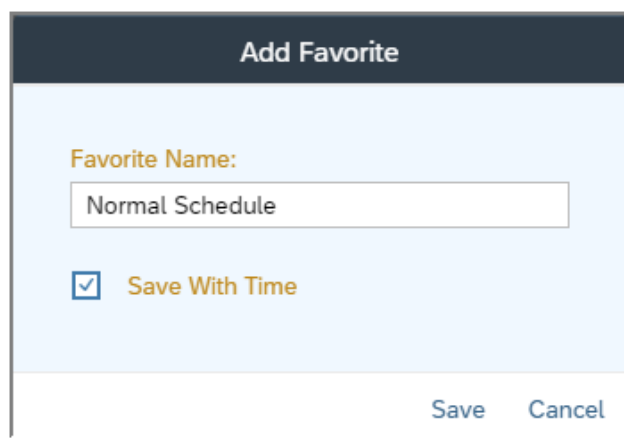 Add Favorite
Favorite Name:
Normal Schedule
Save With Time
Save Cancel